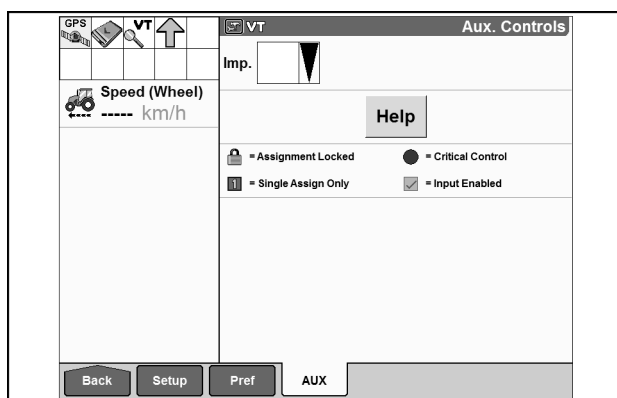 GPS
L
VT
VT
Aux. Controls
Imp.
Speed (Wheel)
----- km/h
Help
= Assignment Locked
= Critical Control
1 = Single Assign Only
= Input Enabled
Back
Setup
Pref
AUX